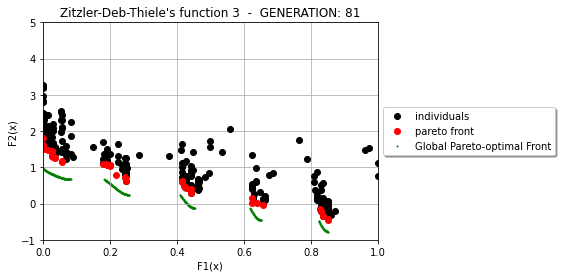 Zitzler-Deb-Thiele's function 3 - GENERATION: 81
5
4
3
2
1
0
−1
F2(x)
0.0 0.2 0.4 0.6 0.8 1.0
F1(x)
individuals
pareto front
Global Pareto-optimal Front